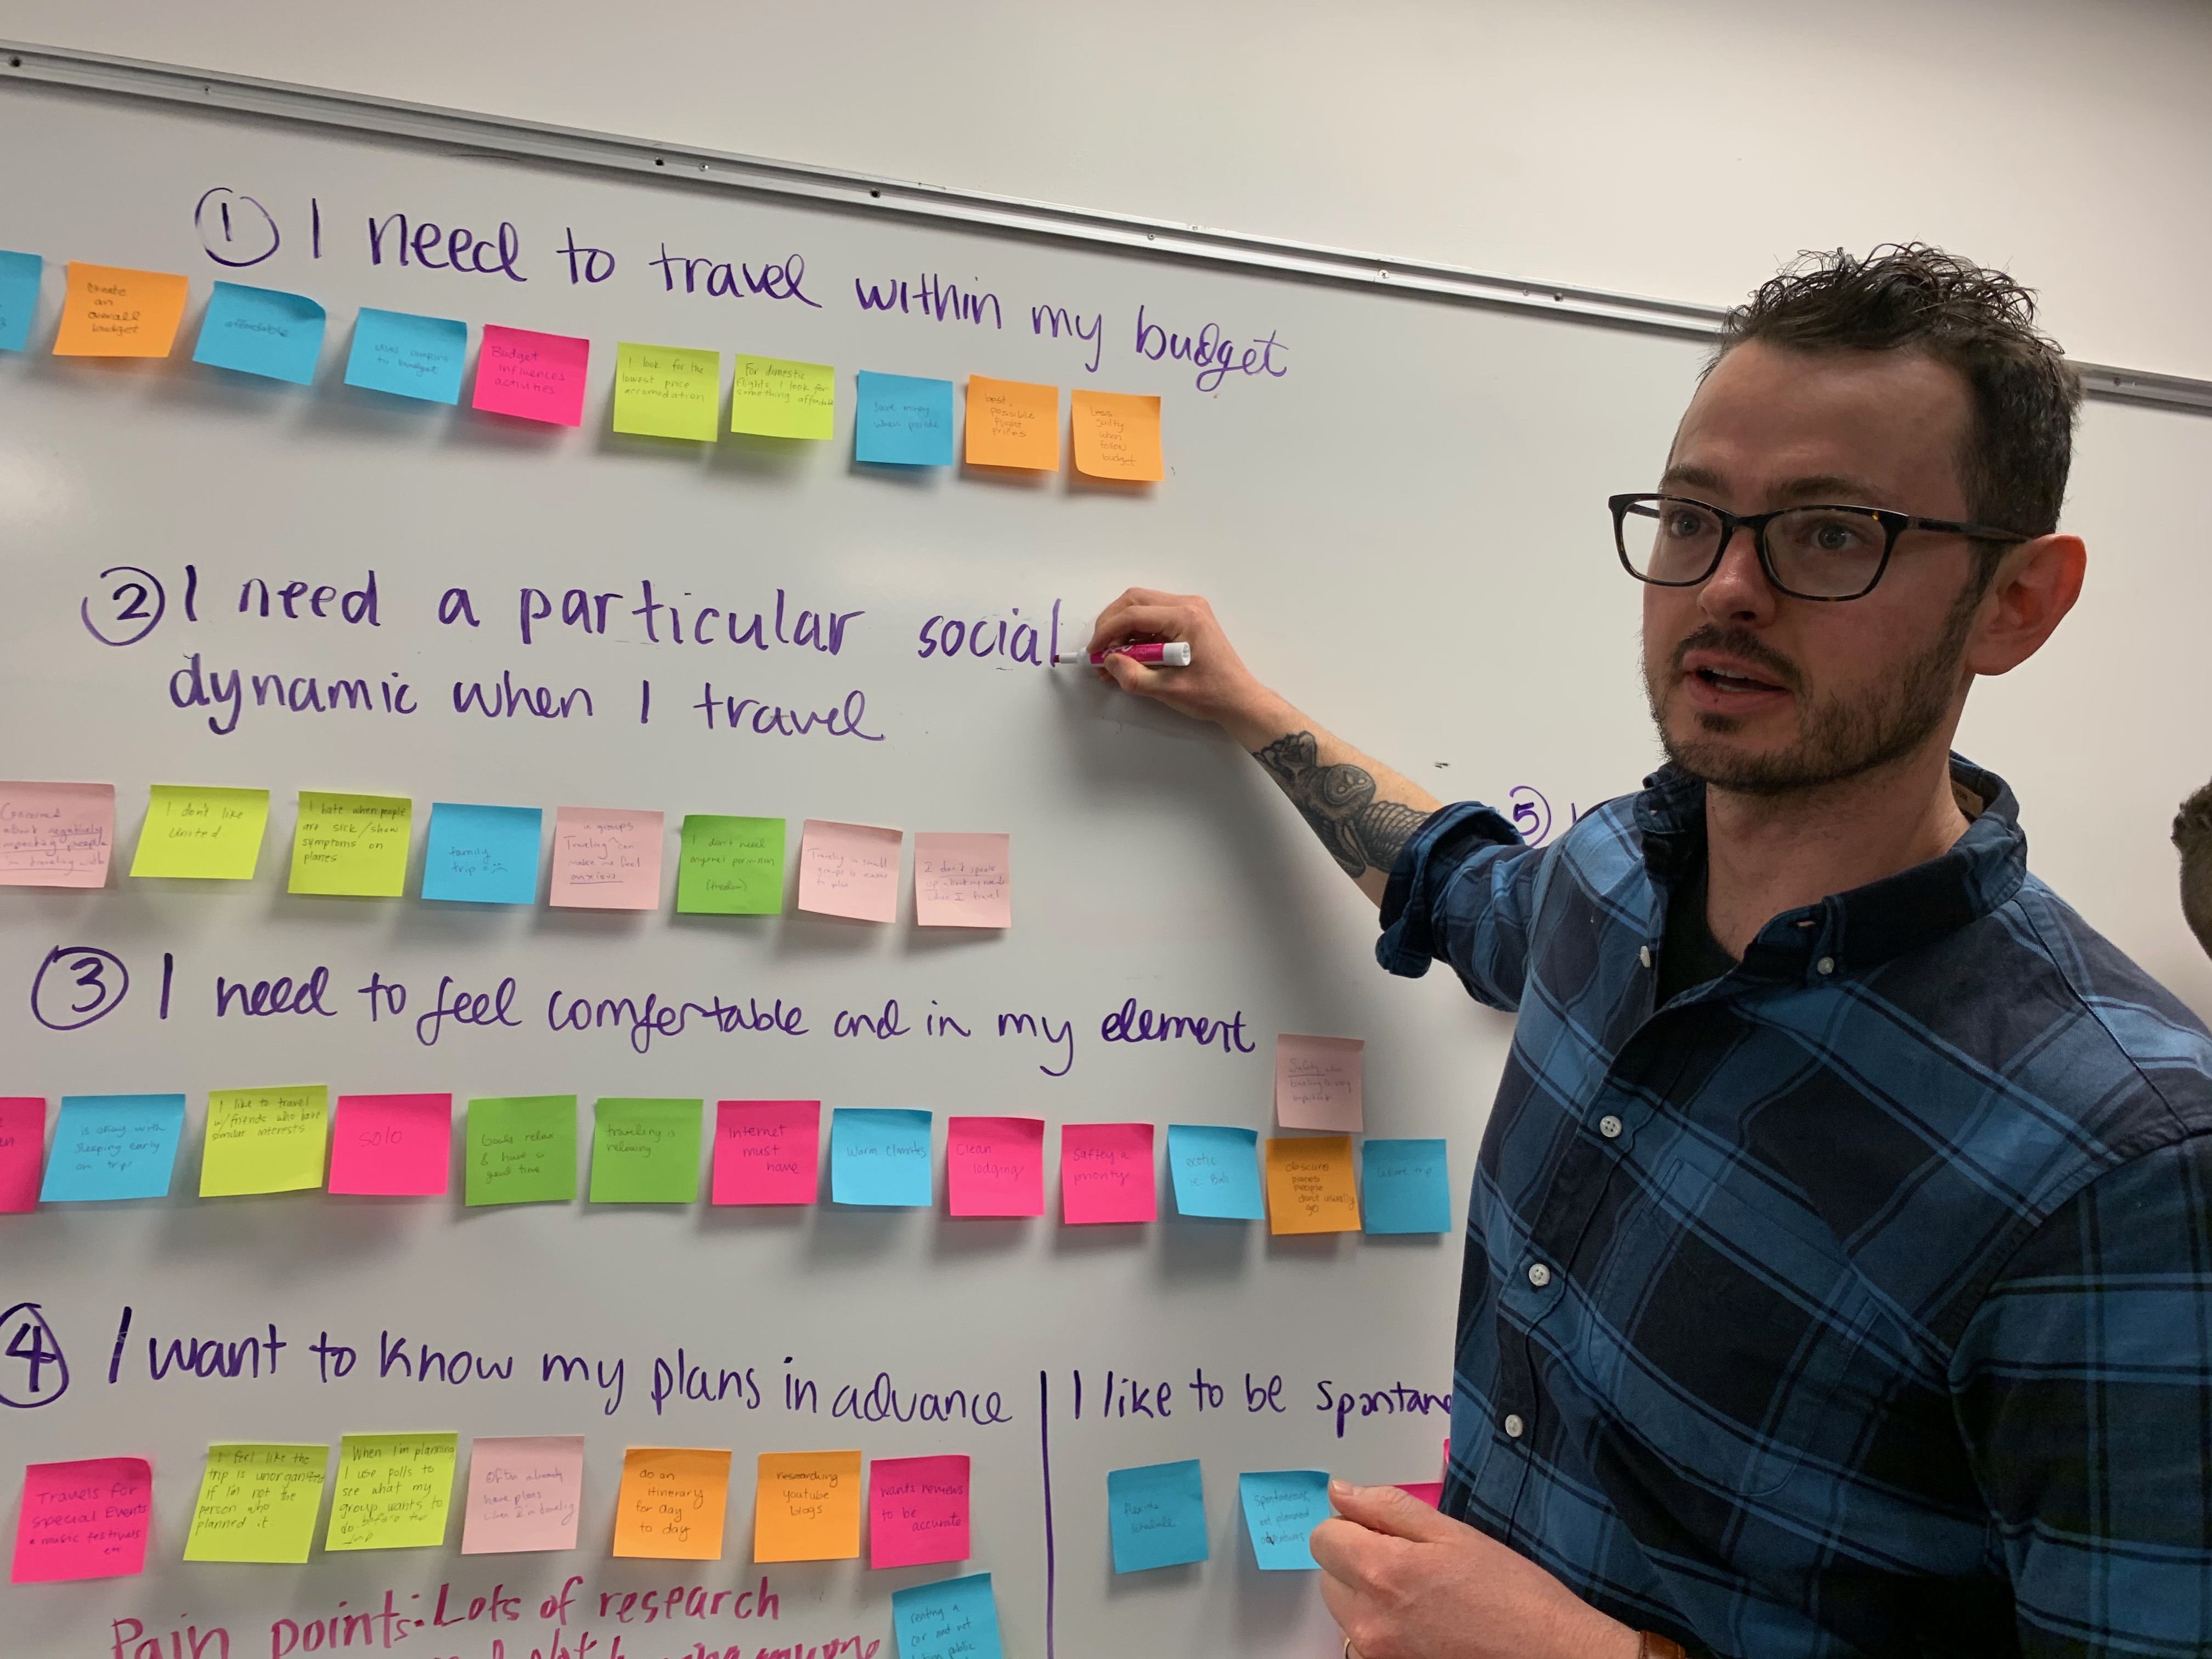 ① I need to travel within my budget
create
an
overall
budget
affordable
uses
to budget
Budget
influences
activities
I look for the
lowest price
accomodation
For domestic
flights I look for
something affordable
Save money
when possible
best
possible
flight
prices
less
guilty
when
follow
budget
② I need a particular social
dynamic when I travel
Concerned
about negatively
impacting people
I'm traveling with
I don't like
United.
I hate when people
are sick/show
symptoms on
planes
family
trip
in groups
Traveling can
make me feel
anxious
I don't need
anyone's permission
(freedom)
Traveling in small
groups is easier
to plan
I don't speak
up about my needs
when I travel
③ I need to feel comfortable and in my element
Safety when
traveling is very
important
is okay with
sleeping early
on trips
I like to travel
w/friends who have
similar interests.
solo
Goals relax
& have a
good time
traveling is
relaxing
Internet
must
have
Warm climates
Clean
lodging
Saftey a
priority
exotic
ie Bali
obscure
places
people
don't usually
go
trip
④ I want to know my plans in advance | I like to be spontan
Travels for
special Events
• music festivals
I feel like the
trip is unorganized
if I'm not the
person who
planned it.
When I'm planning
I use polls to
see what my
group wants to
do before the
trip
Often already
have plans
when traveling
do an
itinerary
for day
to day
researching
youtube
blogs
wants reviews
to be
accurate
flexible
schedule
spontaneous,
not planned
adventures
Pain points: Lots of research
renting a
car and not
public
⑤